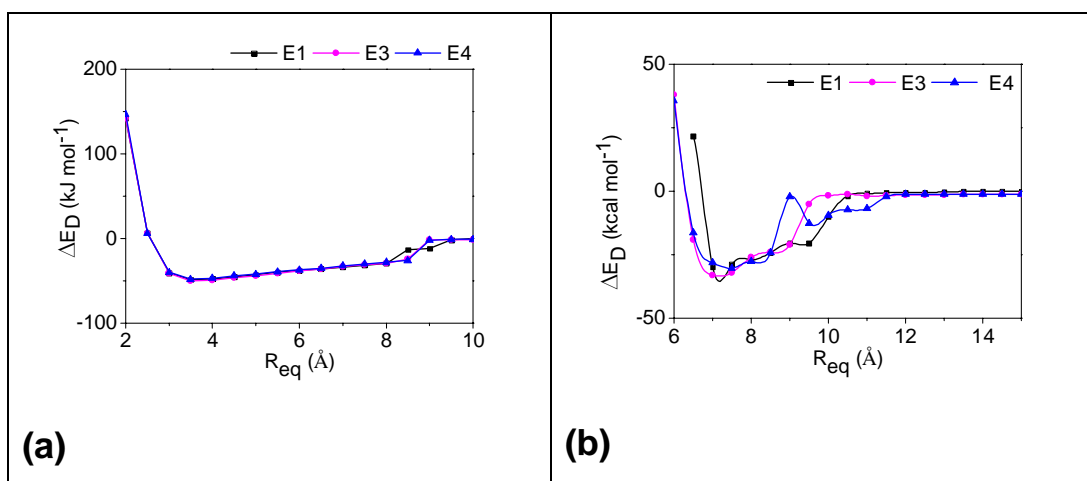 E1 E3 E4
200
100
0
-100
ΔE_D (kJ mol⁻¹)
2 4 6 8 10
R_eq (Å)
(a)
E1 E3 E4
50
0
-50
ΔE_D (kcal mol⁻¹)
6 8 10 12 14
R_eq (Å)
(b)